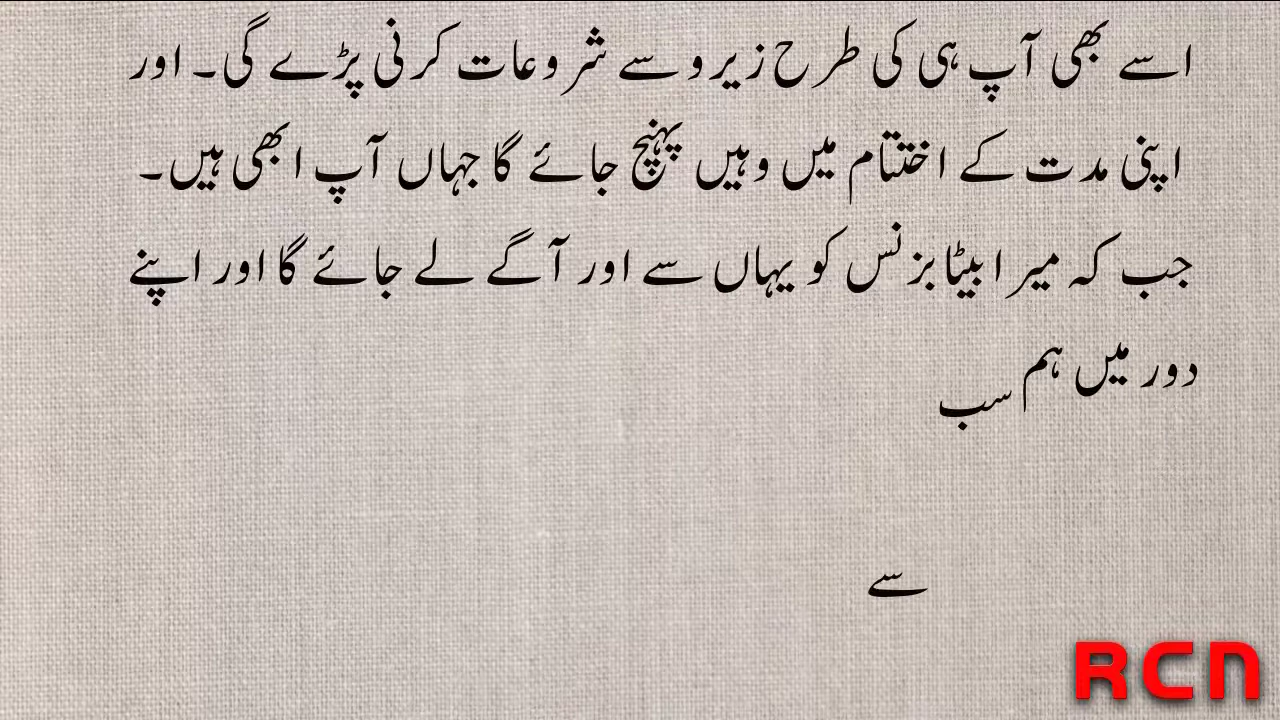 اسے بھی آپ ہی کی طرح زیرو سے شروعات کرنی پڑے گی۔ اور
اپنی مدت کے اختتام میں وہیں پہنچ جائے گا جہاں آپ ابھی ہیں۔
جب کہ میرا بیٹا بزنس کو یہاں سے اور آگے لے جائے گا اور اپنے
دور میں ہم سب
سے
RCN